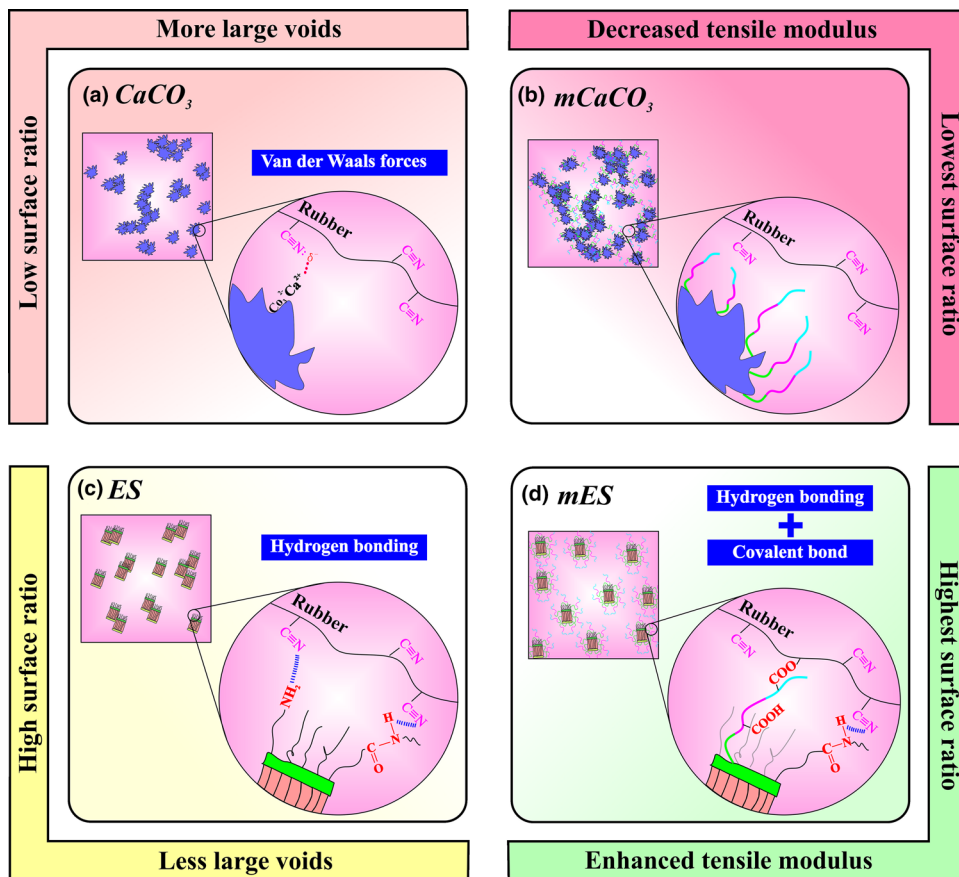 More large voids
Decreased tensile modulus
Low surface ratio
(a) CaCO₃
Van der Waals forces
Rubber
C≡N:
δ⁻
C≡N
C≡N
Co₃²⁻ Ca²⁺
(b) mCaCO₃
Rubber
C≡N
C≡N
C≡N
Lowest surface ratio
High surface ratio
(c) ES
Hydrogen bonding
Rubber
C≡N
C≡N
C≡N
NH₂
H
C
N
O
(d) mES
Hydrogen bonding
+
Covalent bond
Rubber
C≡N
C≡N
COO
COOH
H
C
N
O
Highest surface ratio
Less large voids
Enhanced tensile modulus